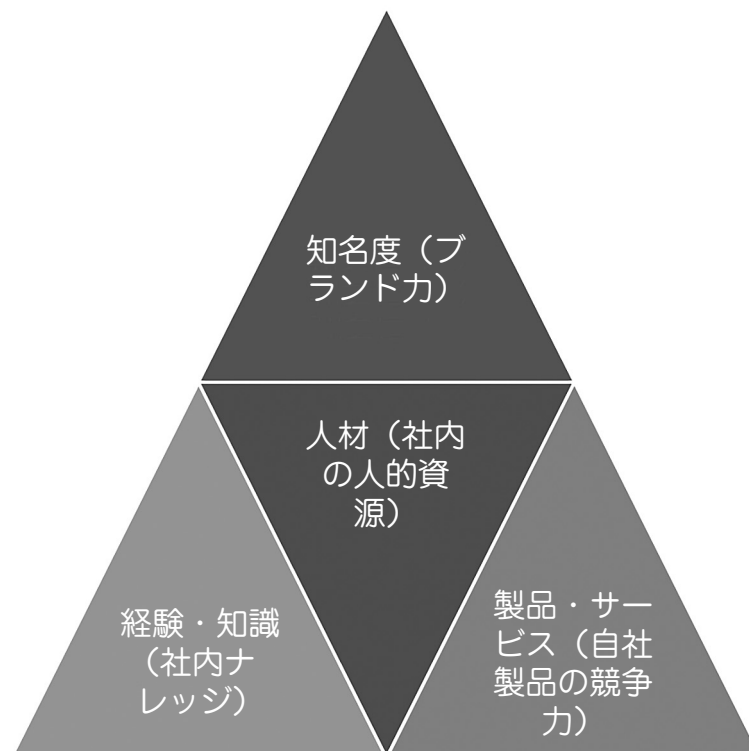 知名度（ブ
ランド力）
人材（社内
の人的資
源）
経験・知識
（社内ナ
レッジ）
製品・サー
ビス（自社
製品の競争
力）